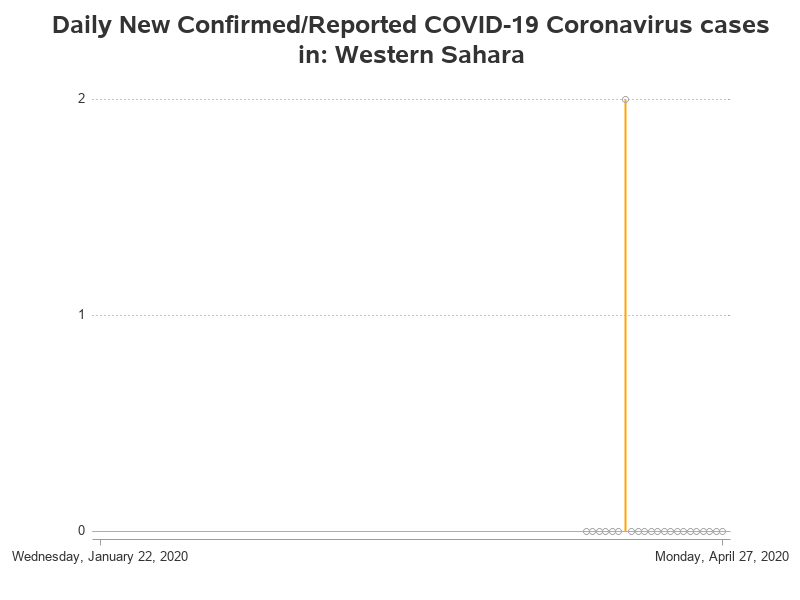 Daily New Confirmed/Reported COVID-19 Coronavirus cases
in: Western Sahara
2
1
0
Wednesday, January 22, 2020
Monday, April 27, 2020